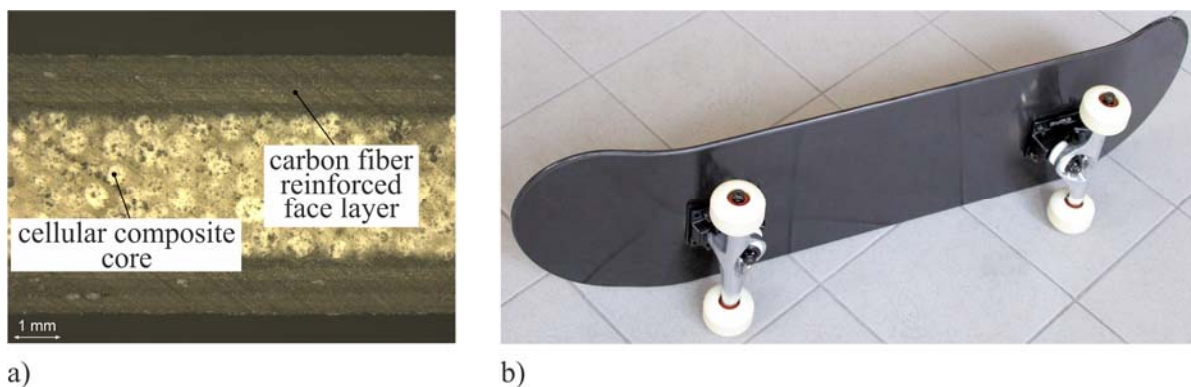 carbon fiber
reinforced
face layer
cellular composite
core
1 mm
a)
b)